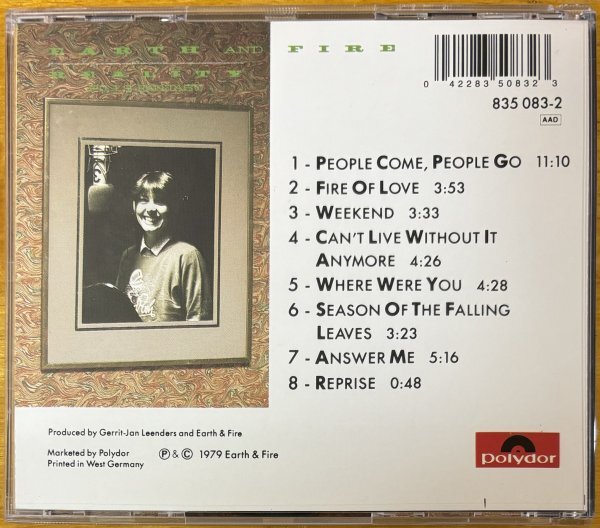 EARTH AND FIRE
REALITY
FILLS FANTASY
0 42283 50832 3
835 083-2
AAD
1 - PEOPLE COME, PEOPLE GO 11:10
2 - FIRE OF LOVE 3:53
3 - WEEKEND 3:33
4 - CAN'T LIVE WITHOUT IT
ANYMORE 4:26
5 - WHERE WERE YOU 4:28
6 - SEASON OF THE FALLING
LEAVES 3:23
7 - ANSWER ME 5:16
8 - REPRISE 0:48
Produced by Gerrit-Jan Leenders and Earth & Fire
Marketed by Polydor
Printed in West Germany
Ⓟ & © 1979 Earth & Fire
polydor